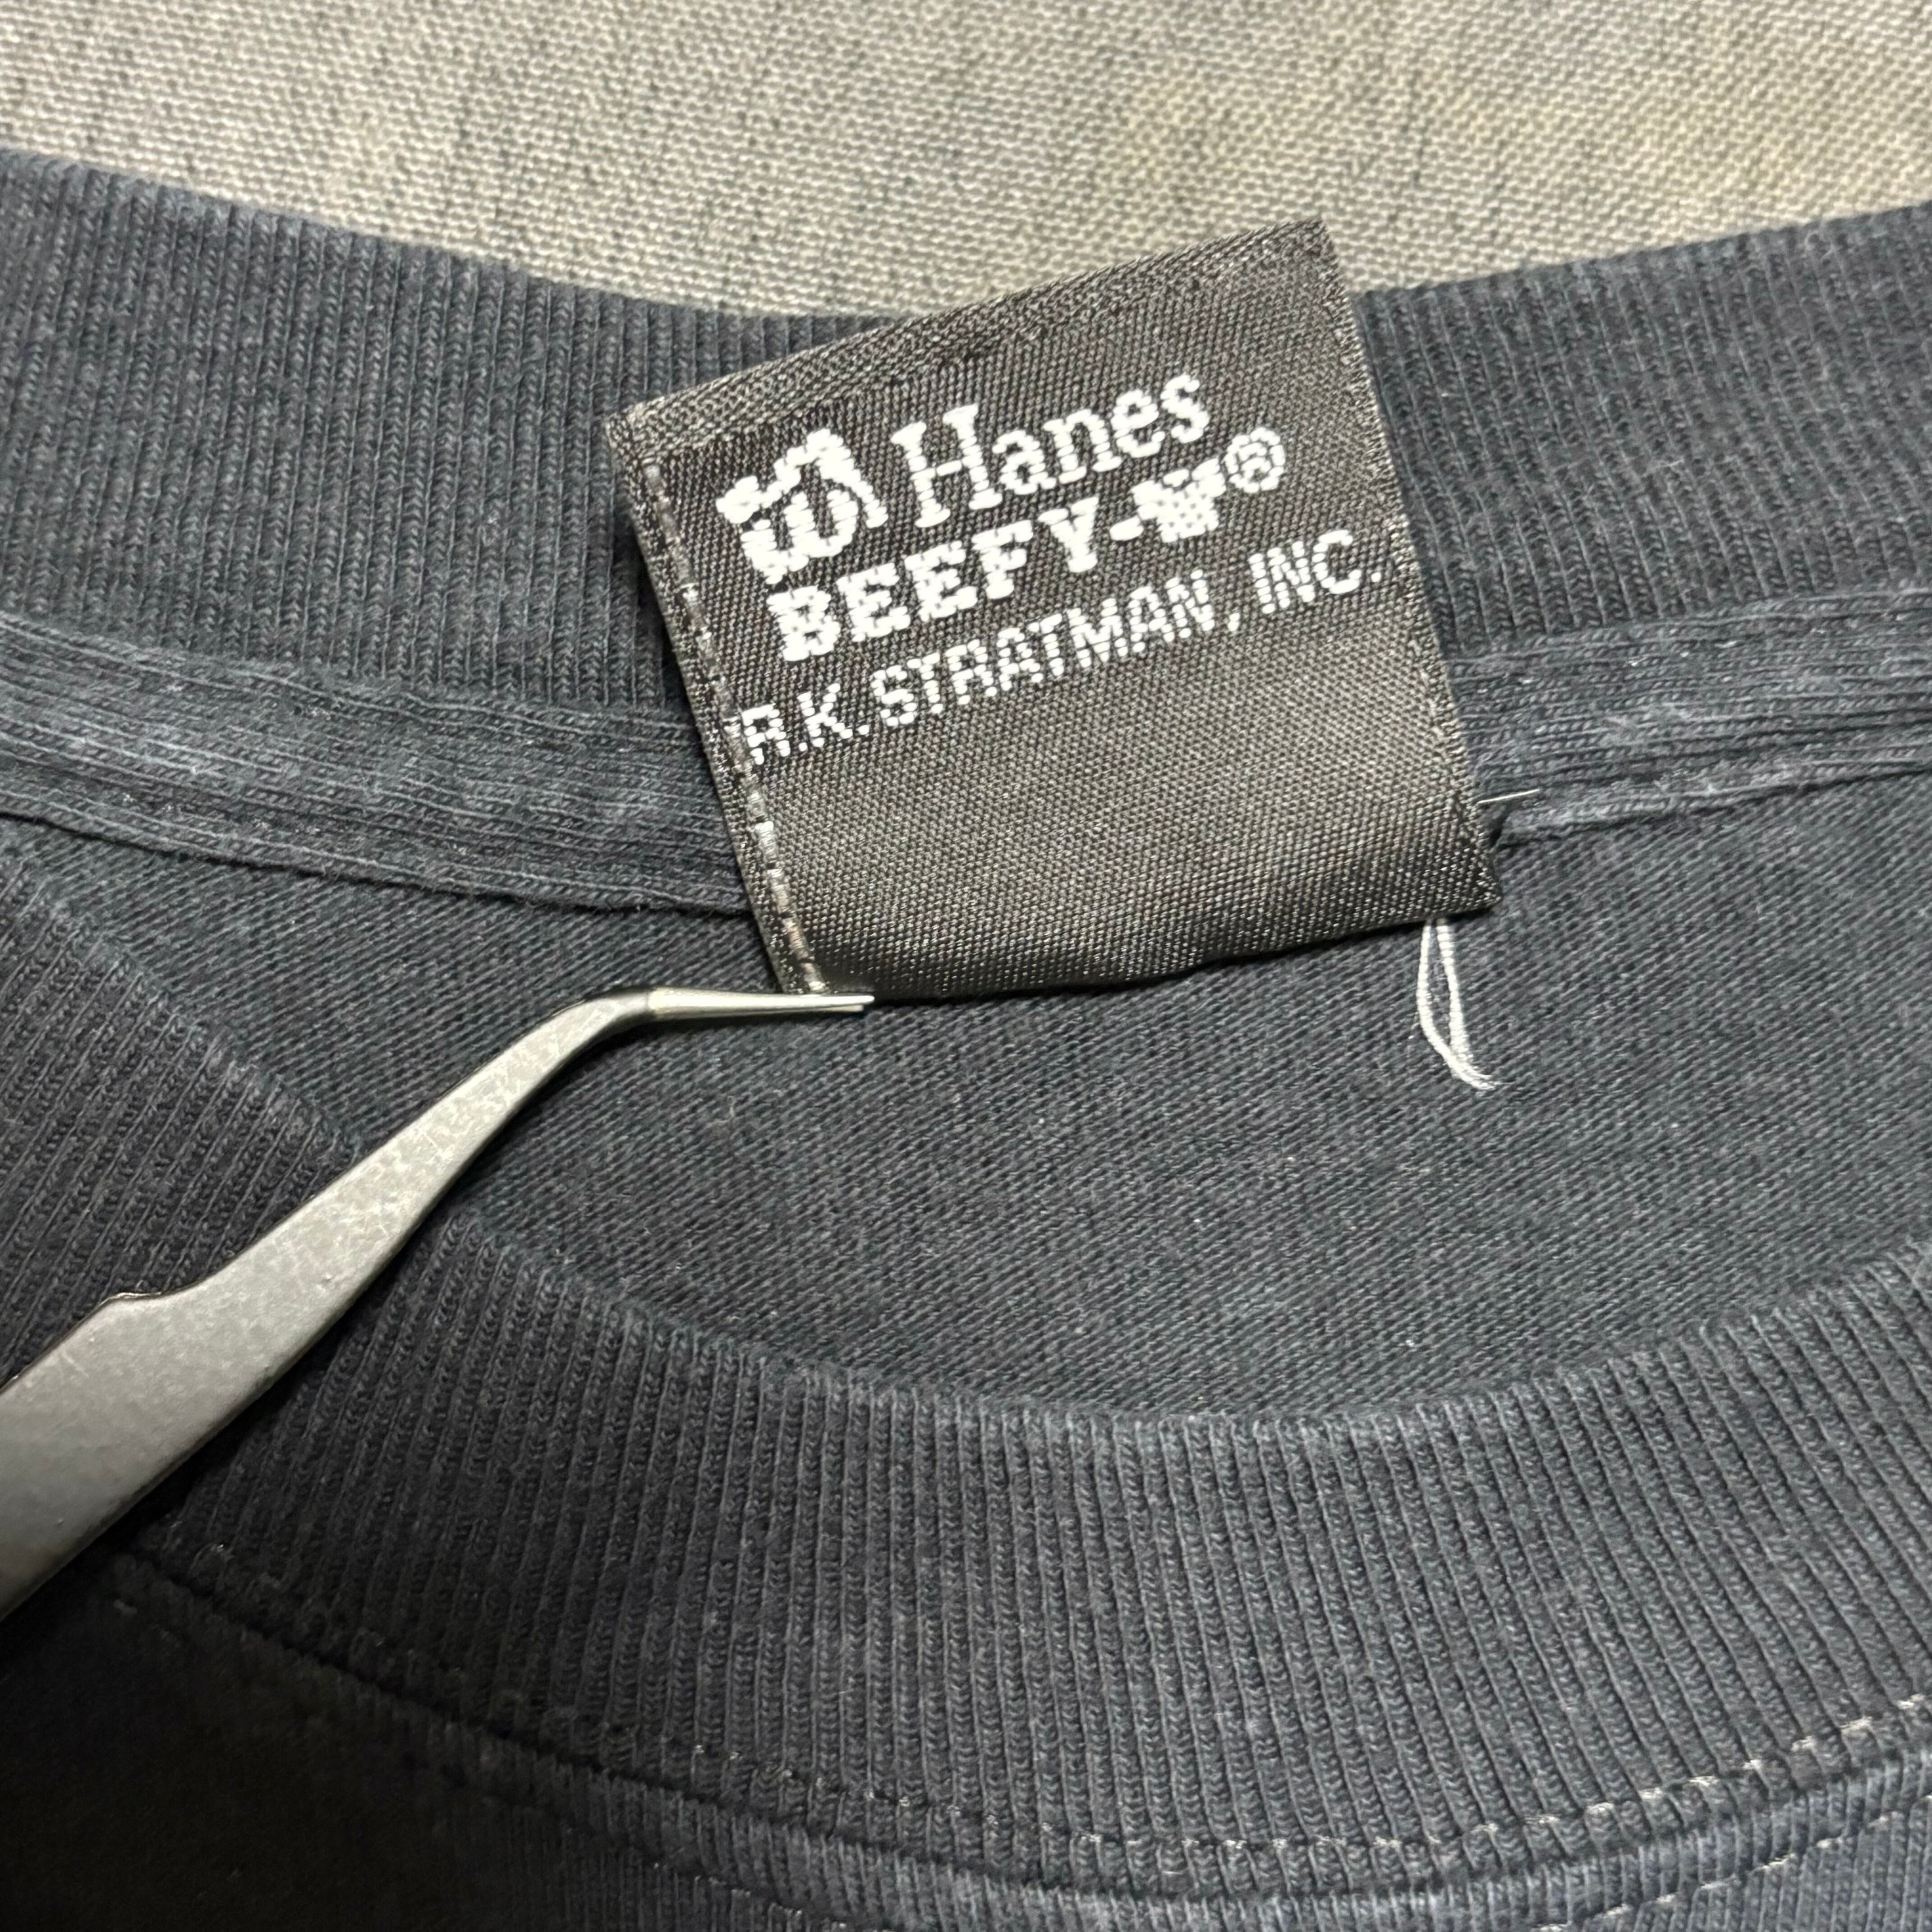 Hanes
BEEFY-T®
R.K. STRATMAN, INC.